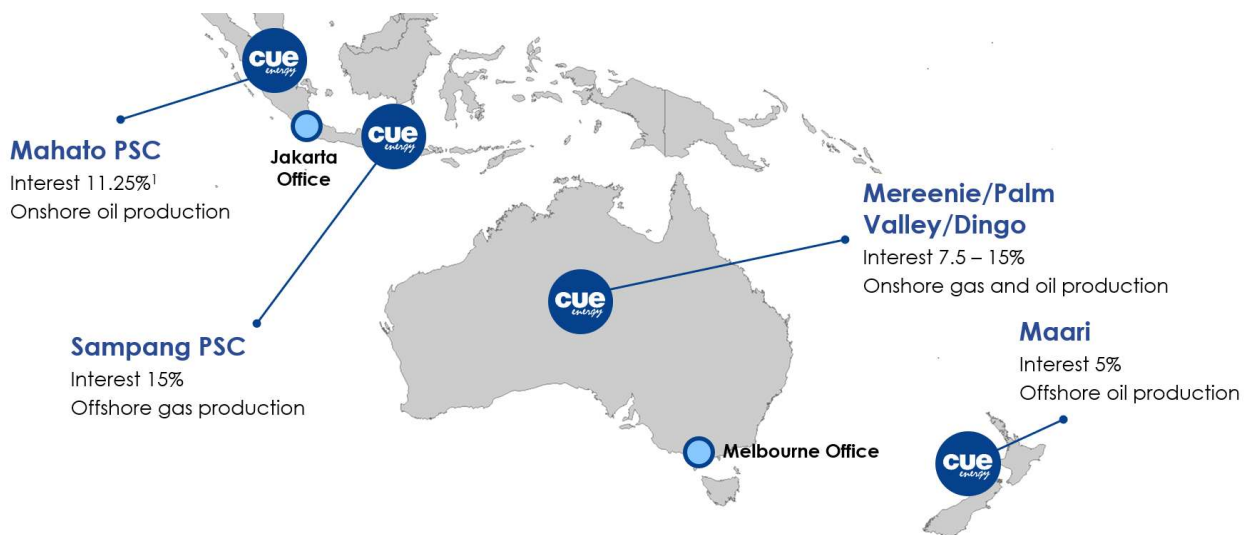 cue
energy
Mahato PSC
Interest 11.25%¹
Onshore oil production
Jakarta
Office
cue
energy
Sampang PSC
Interest 15%
Offshore gas production
Mereenie/Palm
Valley/Dingo
Interest 7.5 – 15%
Onshore gas and oil production
cue
energy
Maari
Interest 5%
Offshore oil production
Melbourne Office
cue
energy